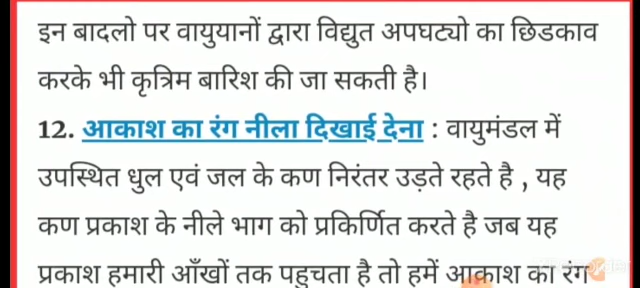 इन बादलो पर वायुयानों द्वारा विद्युत अपघट्यो का छिडकाव
करके भी कृत्रिम बारिश की जा सकती है।
12. आकाश का रंग नीला दिखाई देना : वायुमंडल में
उपस्थित धुल एवं जल के कण निरंतर उड़ते रहते है , यह
कण प्रकाश के नीले भाग को प्रकिर्णित करते है जब यह
प्रकाश हमारी आँखों तक पहुचता है तो हमें आकाश का रंग